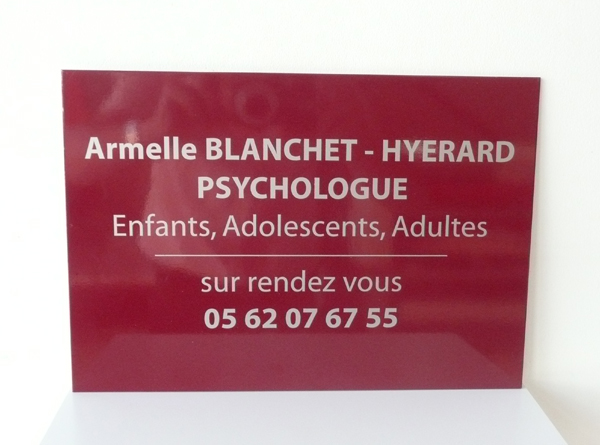 Armelle BLANCHET - HYERARD
PSYCHOLOGUE
Enfants, Adolescents, Adultes
sur rendez vous
05 62 07 67 55